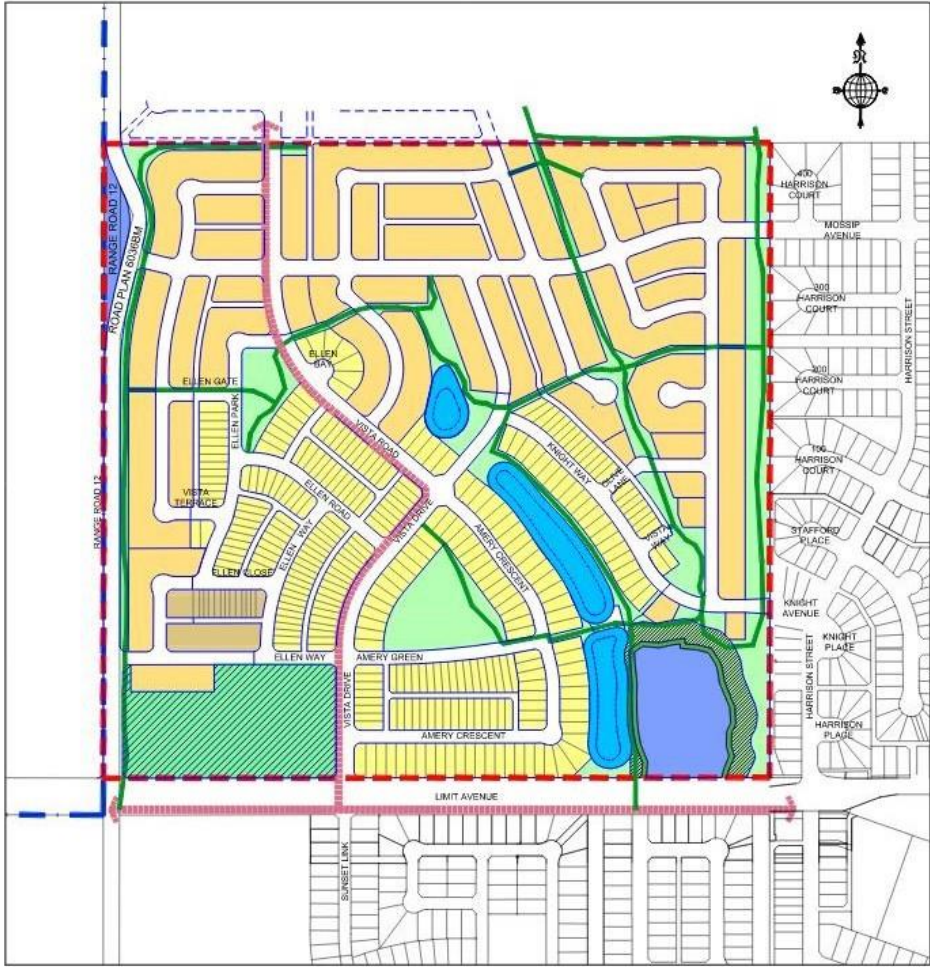 N
400
HARRISON
COURT
MOSSIP
AVENUE
RANGE ROAD 12
ROAD PLAN 6036BM
300
HARRISON
COURT
HARRISON STREET
ELLEN
BAY
ELLEN GATE
ELLEN PARK
200
HARRISON
COURT
VISTA ROAD
KNIGHT WAY
OLIVE
LANE
100
HARRISON
COURT
VISTA
TERRACE
ELLEN ROAD
ELLEN WAY
VISTA DRIVE
AMERY CRESCENT
VISTA
WAY
STAFFORD
PLACE
RANGE ROAD 12
ELLEN CLOSE
KNIGHT
AVENUE
ELLEN WAY
AMERY GREEN
KNIGHT
PLACE
HARRISON STREET
VISTA DRIVE
AMERY CRESCENT
HARRISON
PLACE
LIMIT AVENUE
SUNSET LINK